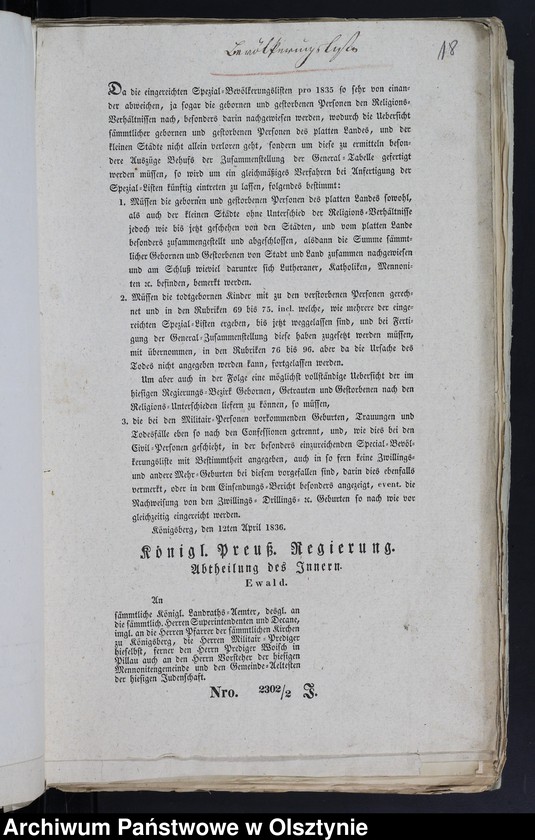 Bevölkerungsliste
18
Da die eingereichten Spezial-Bevölkerungslisten pro 1835 so sehr von einan-
der abweichen, ja sogar die gebornen und gestorbenen Personen den Religions-
Verhältnissen nach, besonders darin nachgewiesen werden, wodurch die Uebersicht
sämmtlicher gebornen und gestorbenen Personen des platten Landes, und der
kleinen Städte nicht allein verloren geht, sondern um diese zu ermitteln beson-
dere Auszüge Behufs der Zusammenstellung der General-Tabelle gefertigt
werden müssen, so wird um ein gleichmäßiges Verfahren bei Anfertigung der
Spezial-Listen künftig eintreten zu lassen, folgendes bestimmt:
1. Müssen die gebornen und gestorbenen Personen des platten Landes sowohl,
als auch der kleinen Städte ohne Unterschied der Religions-Verhältnisse
jedoch wie bis jetzt geschehen von den Städten, und vom platten Lande
besonders zusammengestellt und abgeschlossen, alsdann die Summe sämmt-
licher Gebornen und Gestorbenen von Stadt und Land zusammen nachgewiesen
und am Schluß wieviel darunter sich Lutheraner, Katholiken, Mennoni-
ten ꝛc. befinden, bemerkt werden.
2. Müssen die todtgebornen Kinder mit zu den verstorbenen Personen gerech-
net und in den Rubriken 69 bis 75. incl. welche, wie mehrere der einge-
reichten Spezial-Listen ergeben, bis jetzt weggelassen sind, und bei Ferti-
gung der General-Zusammenstellung diese haben zugesetzt werden müssen,
mit übernommen, in den Rubriken 76 bis 96. aber da die Ursache des
Todes nicht angegeben werden kann, fortgelassen werden.
Um aber auch in der Folge eine möglichst vollständige Uebersicht der im
hiesigen Regierungs-Bezirk Gebornen, Getrauten und Gestorbenen nach den
Religions-Unterschieden liefern zu können, so müssen,
3. die bei den Militair-Personen vorkommenden Geburten, Trauungen und
Todesfälle eben so nach den Confessionen getrennt, und, wie dies bei den
Civil-Personen geschieht, in der besonders einzureichenden Special-Bevöl-
kerungsliste mit Bestimmtheit angegeben, auch in so fern keine Zwillings-
und andere Mehr-Geburten bei diesem vorgefallen sind, darin dies ebenfalls
vermerkt, oder in dem Einsendungs-Bericht besonders angezeigt, event. die
Nachweisung von den Zwillings- Drillings- ꝛc. Geburten so nach wie vor
gleichzeitig eingereicht werden.
Königsberg, den 12ten April 1836.
Königl. Preuß. Regierung.
Abtheilung des Innern.
Ewald.
An
sämmtliche Königl. Landraths-Aemter, desgl. an
die sämmtlich. Herren Superintendenten und Decane,
imgl. an die Herren Pfarrer der sämmtlichen Kirchen
zu Königsberg, die Herren Militair-Prediger
hieselbst, ferner den Herrn Prediger Woisch in
Pillau auch an den Herrn Vorsteher der hiesigen
Mennonitengemeinde und den Gemeinde-Aeltesten
der hiesigen Judenschaft.
Nro. 2302/2 J.
Archiwum Państwowe w Olsztynie